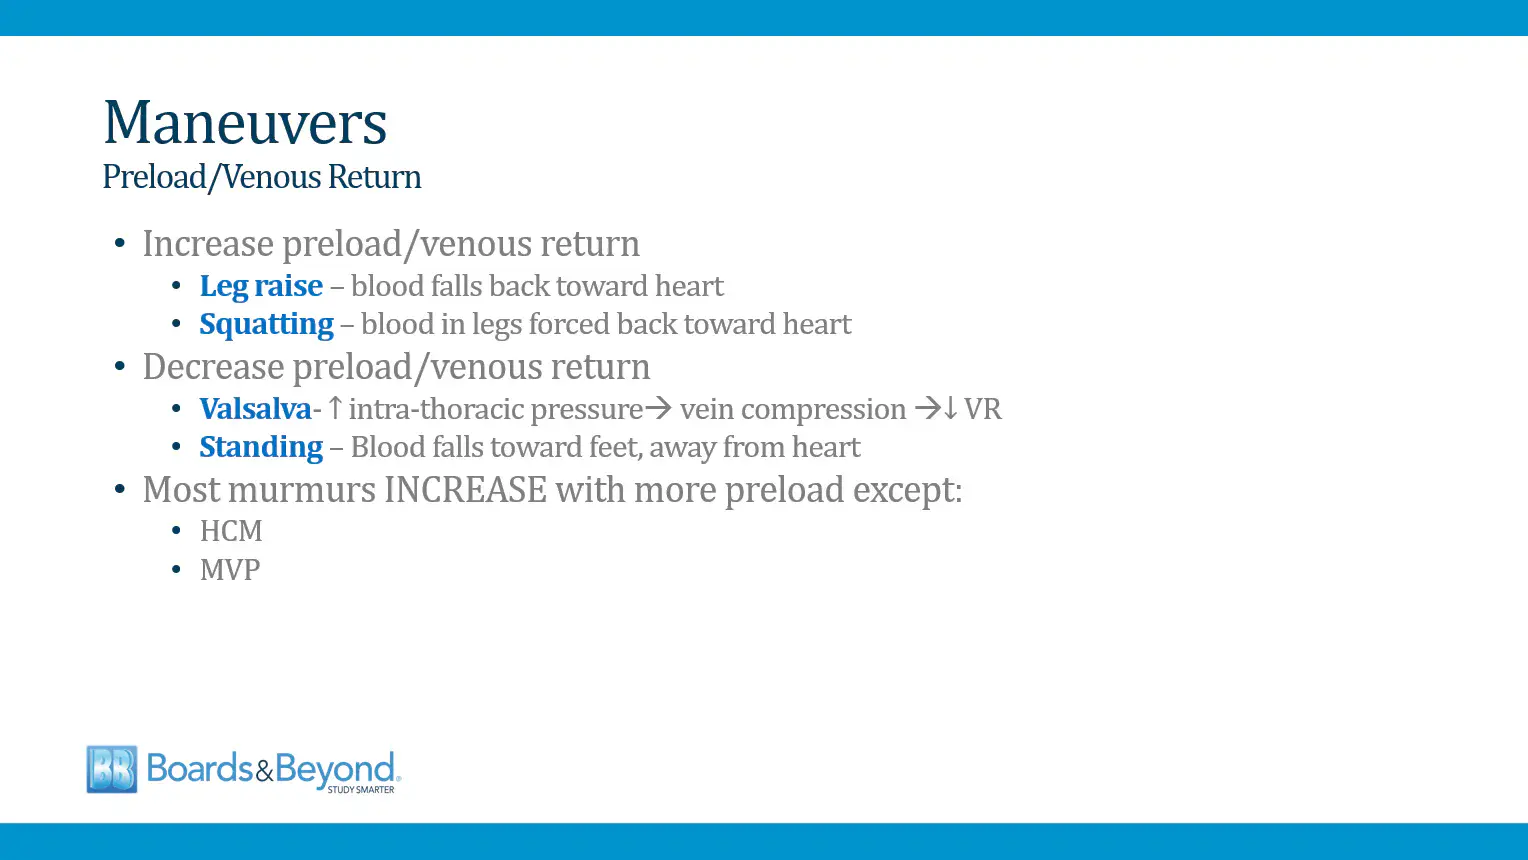 Maneuvers
Preload/Venous Return
• Increase preload/venous return
• Leg raise – blood falls back toward heart
• Squatting – blood in legs forced back toward heart
• Decrease preload/venous return
• Valsalva- ↑ intra-thoracic pressure→ vein compression →↓ VR
• Standing – Blood falls toward feet, away from heart
• Most murmurs INCREASE with more preload except:
• HCM
• MVP
BB Boards&Beyond®
STUDY SMARTER